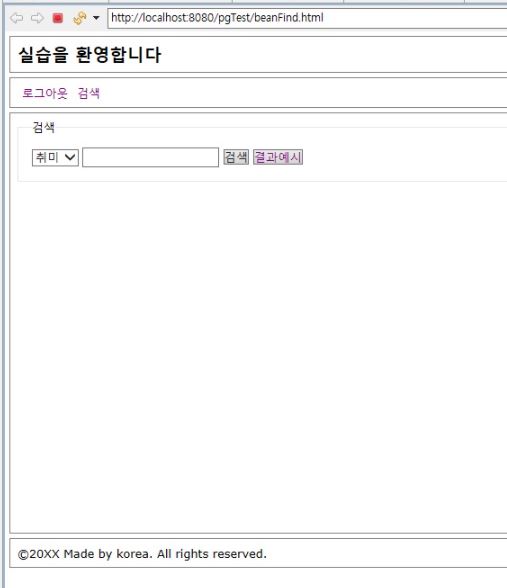 http://localhost:8080/pgTest/beanFind.html
실습을 환영합니다
로그아웃 검색
검색
취미 검색 결과예시
©20XX Made by korea. All rights reserved.